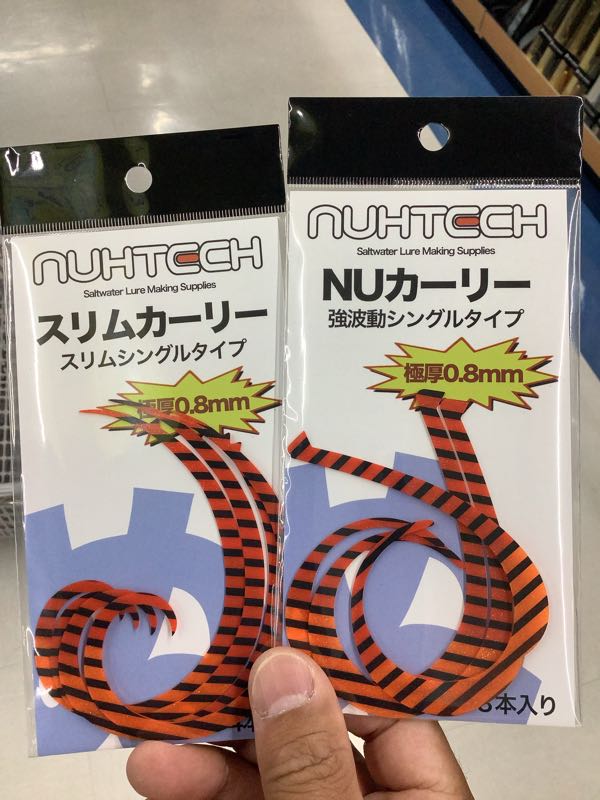 NUHTECH
Saltwater Lure Making Supplies
スリムカーリー
スリムシングルタイプ
極厚0.8mm
NUHTECH
Saltwater Lure Making Supplies
NUカーリー
強波動シングルタイプ
極厚0.8mm
本入り